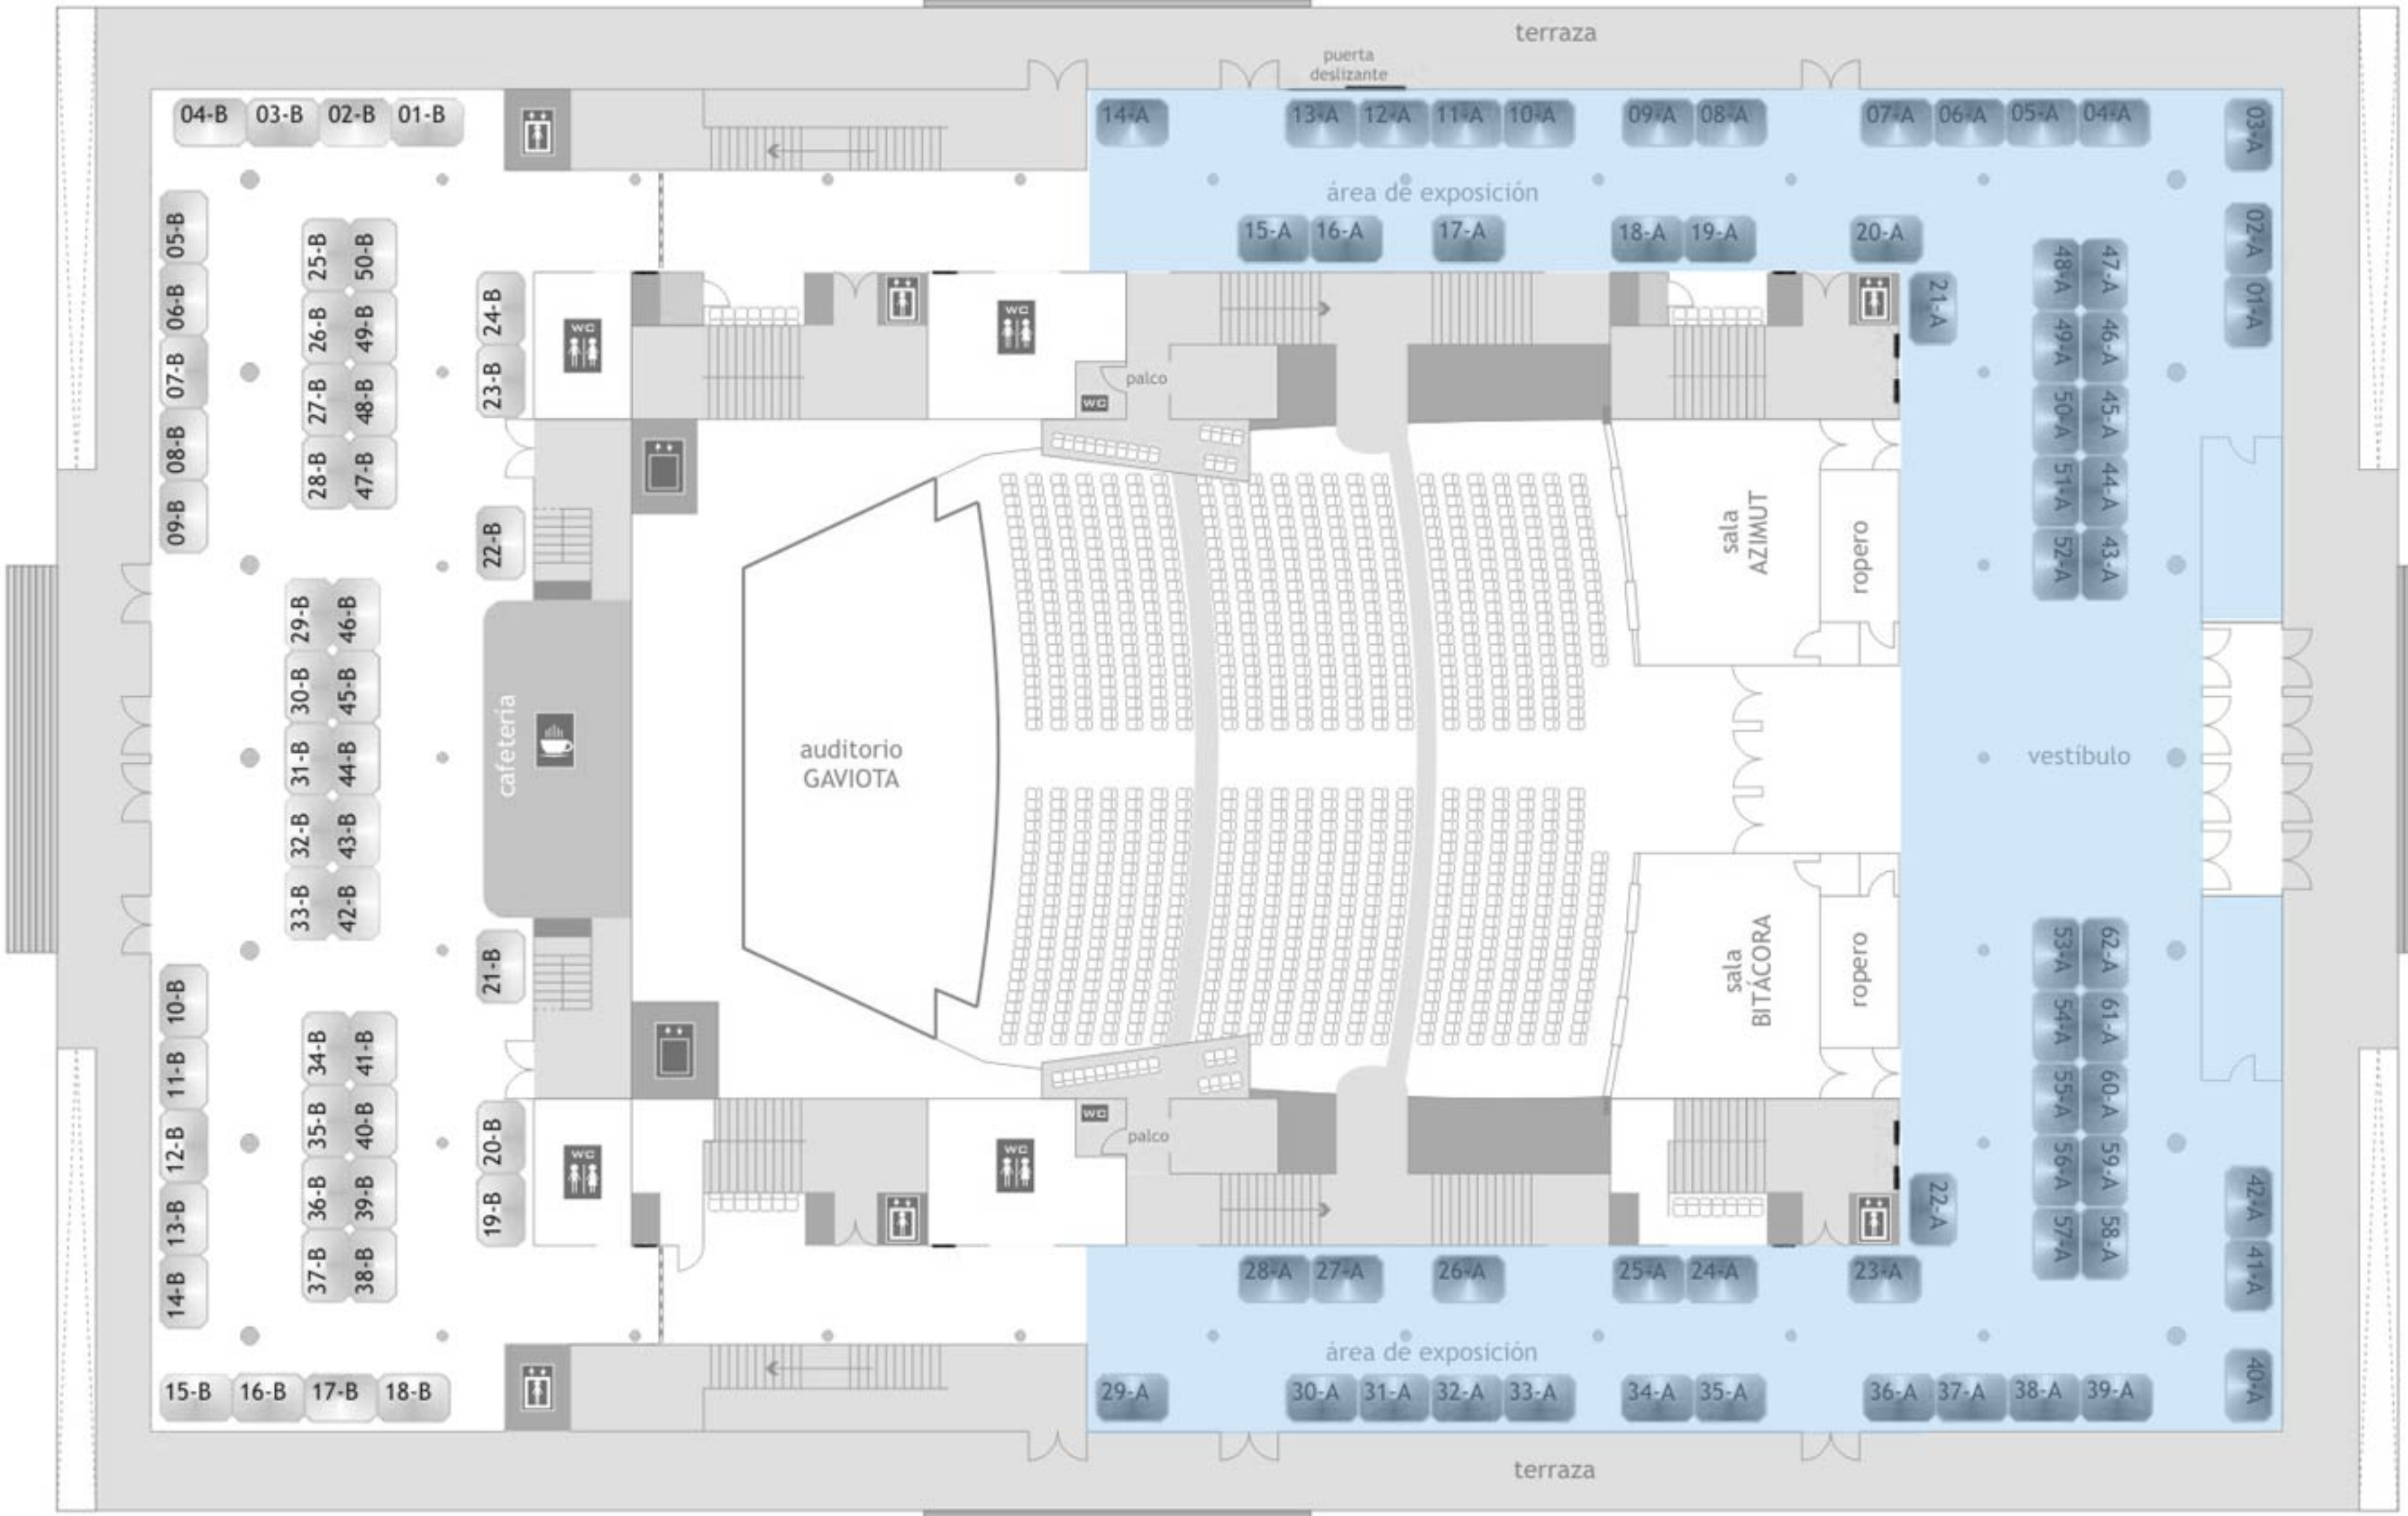 terraza
puerta
deslizante
04-B 03-B 02-B 01-B
14-A 13-A 12-A 11-A 10-A 09-A 08-A 07-A 06-A 05-A 04-A
03-A
02-A
01-A
área de exposición
15-A 16-A 17-A 18-A 19-A 20-A
21-A
05-B
06-B
07-B
08-B
09-B
25-B 50-B
26-B 49-B
27-B 48-B
28-B 47-B
24-B
23-B
22-B
WC
WC
WC
palco
48-A 47-A
49-A 46-A
50-A 45-A
51-A 44-A
52-A 43-A
sala
AZIMUT
ropero
29-B 46-B
30-B 45-B
31-B 44-B
32-B 43-B
33-B 42-B
cafetería
auditorio
GAVIOTA
vestíbulo
sala
BITÁCORA
ropero
21-B
10-B
11-B
12-B
13-B
14-B
34-B 41-B
35-B 40-B
36-B 39-B
37-B 38-B
20-B
19-B
WC
WC
WC
palco
53-A 62-A
54-A 61-A
55-A 60-A
56-A 59-A
57-A 58-A
22-A
42-A
41-A
40-A
28-A 27-A 26-A 25-A 24-A 23-A
área de exposición
15-B 16-B 17-B 18-B
29-A 30-A 31-A 32-A 33-A 34-A 35-A 36-A 37-A 38-A 39-A
terraza